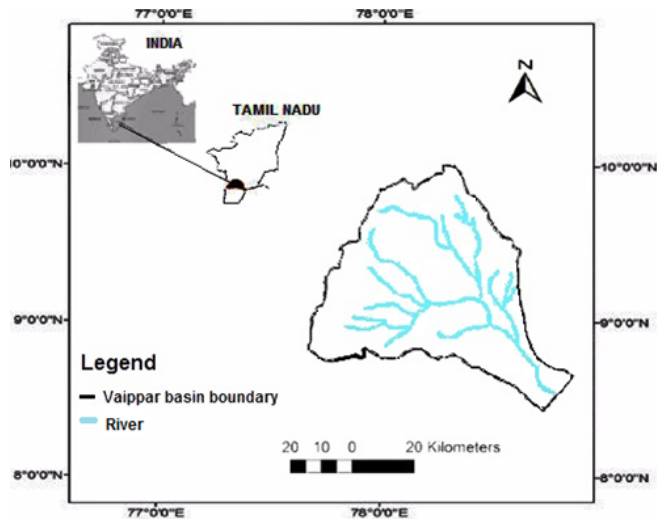 77°0'0"E 78°0'0"E
INDIA
N
TAMIL NADU
10°0'0"N 10°0'0"N
9°0'0"N 9°0'0"N
Legend
Vaippar basin boundary
River
20 10 0 20 Kilometers
8°0'0"N 8°0'0"N
77°0'0"E 78°0'0"E